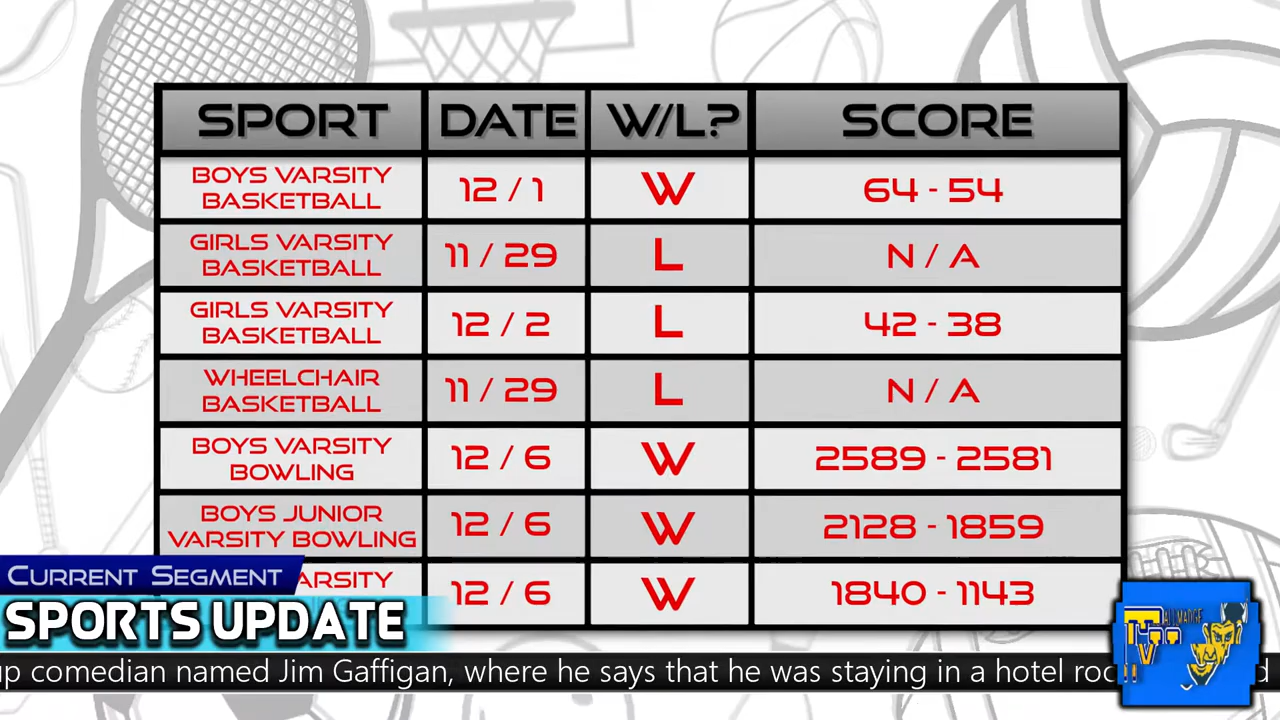 SPORT DATE W/L? SCORE
BOYS VARSITY
BASKETBALL
12 / 1 W 64 - 54
GIRLS VARSITY
BASKETBALL
11 / 29 L N / A
GIRLS VARSITY
BASKETBALL
12 / 2 L 42 - 38
WHEELCHAIR
BASKETBALL
11 / 29 L N / A
BOYS VARSITY
BOWLING
12 / 6 W 2589 - 2581
BOYS JUNIOR
VARSITY BOWLING
12 / 6 W 2128 - 1859
12 / 6 W 1840 - 1143
CURRENT SEGMENT
SPORTS UPDATE
comedian named Jim Gaffigan, where he says that he was staying in a hotel
TV